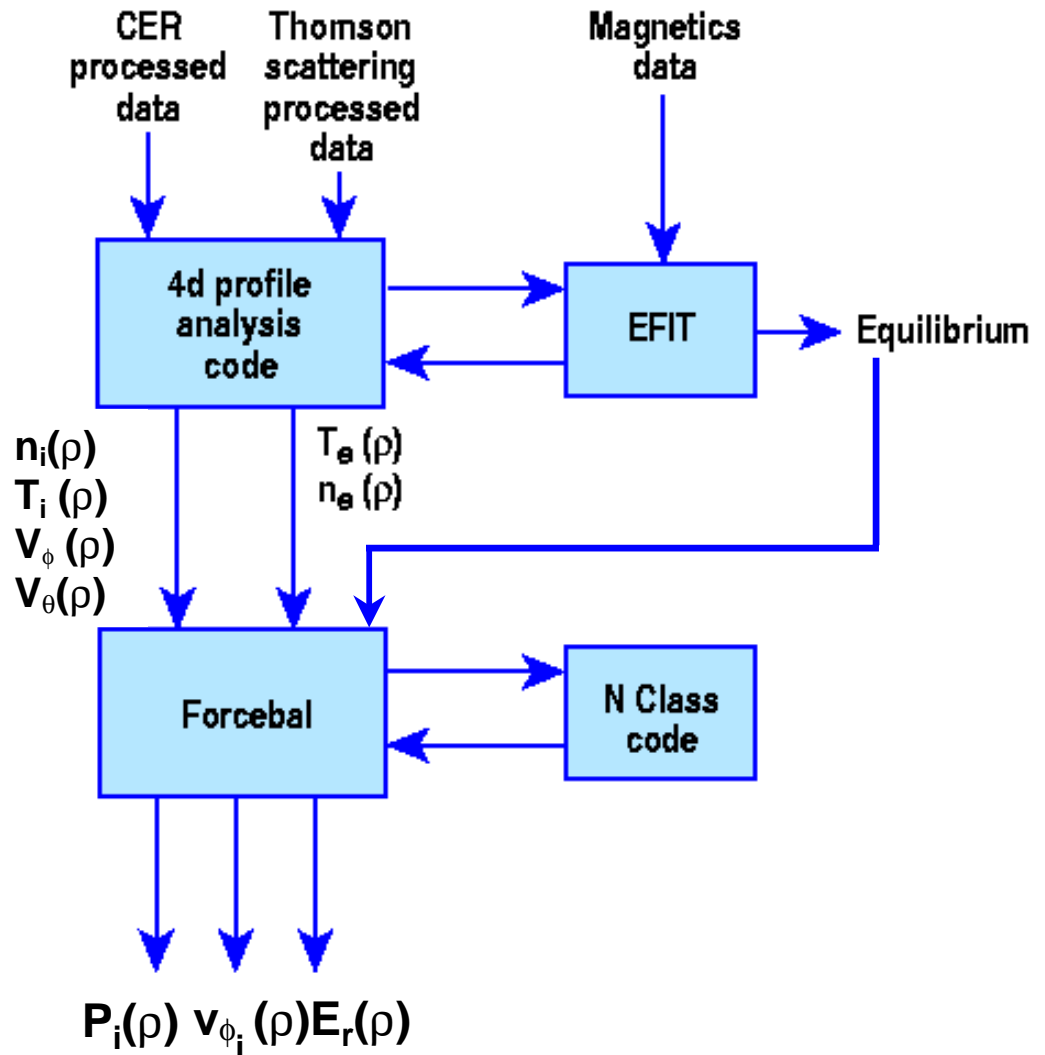 CER
processed
data
Thomson
scattering
processed
data
Magnetics
data
4d profile
analysis
code
EFIT
Equilibrium
nᵢ(ρ)
Tᵢ (ρ)
V_ϕ (ρ)
V_θ(ρ)
Tₑ (ρ)
nₑ (ρ)
Forcebal
N Class
code
Pᵢ(ρ) v_ϕᵢ (ρ)Eᵣ(ρ)